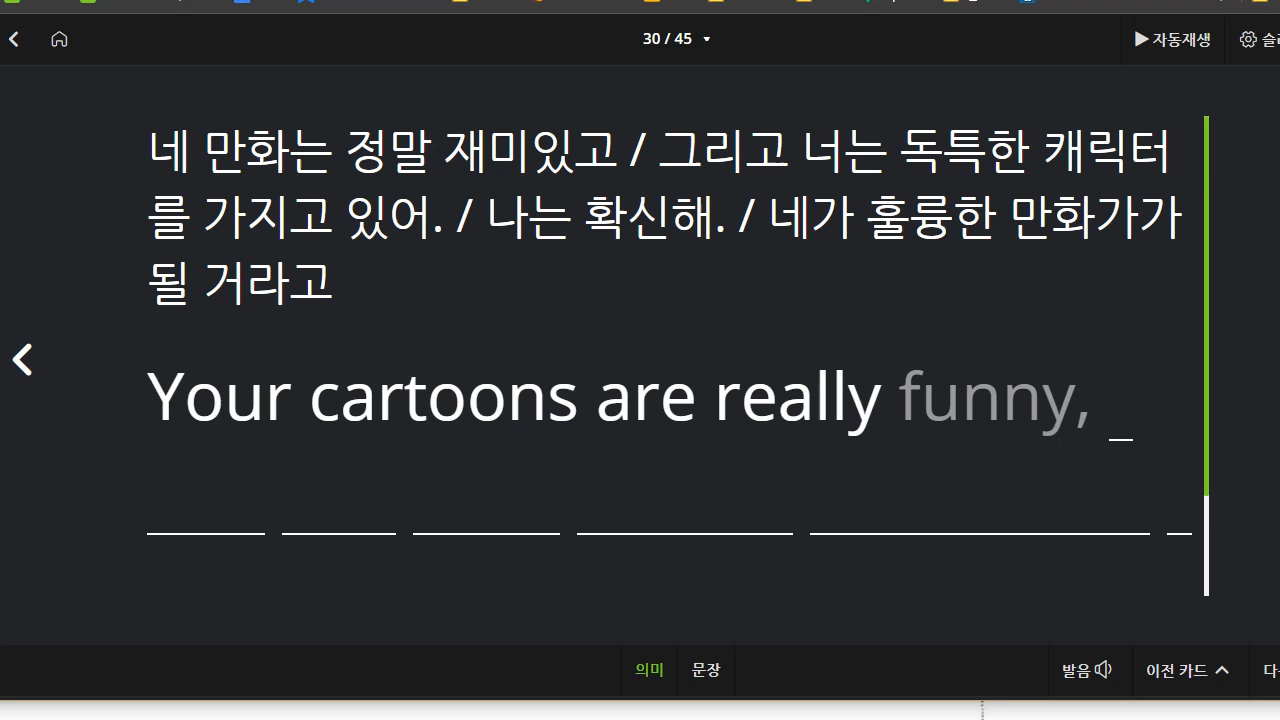 30 / 45
자동재생
네 만화는 정말 재미있고 / 그리고 너는 독특한 캐릭터
를 가지고 있어. / 나는 확신해. / 네가 훌륭한 만화가가
될 거라고
Your cartoons are really funny, _
의미 문장 발음 이전 카드